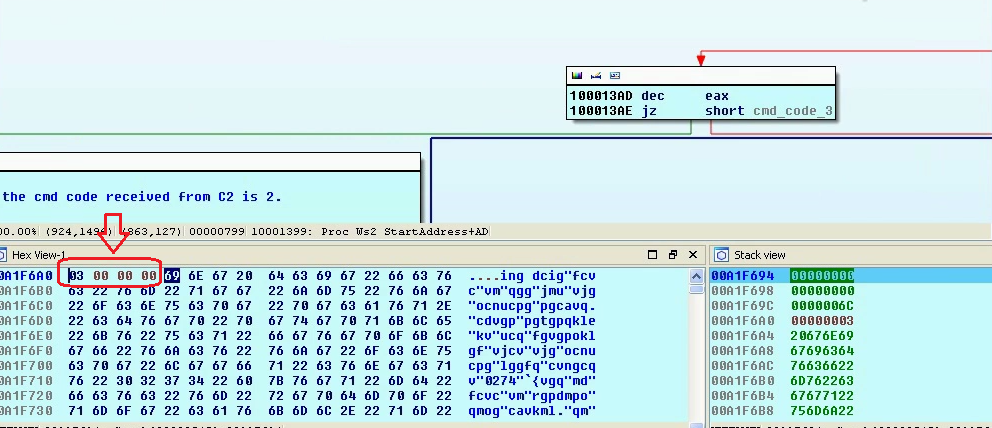 100013AD dec eax
100013AE jz short cmd_code_3
the cmd code received from C2 is 2.
00.00% (924,149 (863,127) 00000799 10001399: Proc Ws2 StartAddress+AD
Hex View-1
0A1F6A0 03 00 00 00 69 6E 67 20 64 63 69 67 22 66 63 76 ....ing dcig"fcv
0A1F6B0 63 22 76 6D 22 71 67 67 22 6A 6D 75 22 76 6A 67 c"vm"qgg"jmu"vjg
0A1F6C0 22 6F 63 6E 75 63 70 67 22 70 67 63 61 76 71 2E "ocnucpg"pgcavq.
0A1F6D0 22 63 64 76 67 70 22 70 67 74 67 70 71 6B 6C 65 "cdvgp"pgtgpqkle
0A1F6E0 22 6B 76 22 75 63 71 22 66 67 76 67 70 6F 6B 6C "kv"ucq"fgvgpokl
0A1F6F0 67 66 22 76 6A 63 76 22 76 6A 67 22 6F 63 6E 75 gf"vjcv"vjg"ocnu
0A1F700 63 70 67 22 6C 67 67 66 71 22 63 76 6E 67 63 71 cpg"lggfq"cvngcq
0A1F710 76 22 30 32 37 34 22 60 7B 76 67 71 22 6D 64 22 v"0274"`{vgq"md"
0A1F720 66 63 76 63 22 76 6D 22 72 67 70 64 6D 70 6F 22 fcvc"vm"rgpdmpo"
0A1F730 71 6D 6F 67 22 63 61 76 6B 6D 6C 2E 22 71 6D 22 qmog"cavkml."qm"
Stack view
00A1F694 00000000
00A1F698 00000000
00A1F69C 0000006C
00A1F6A0 00000003
00A1F6A4 20676E69
00A1F6A8 67696364
00A1F6AC 76636622
00A1F6B0 6D762263
00A1F6B4 67677122
00A1F6B8 756D6A22